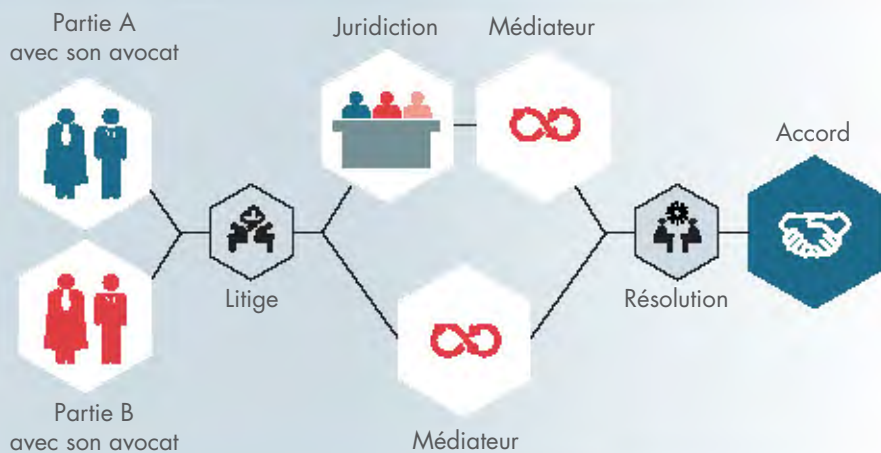 Partie A
avec son avocat
Juridiction
Médiateur
Accord
Litige
Résolution
Partie B
avec son avocat
Médiateur